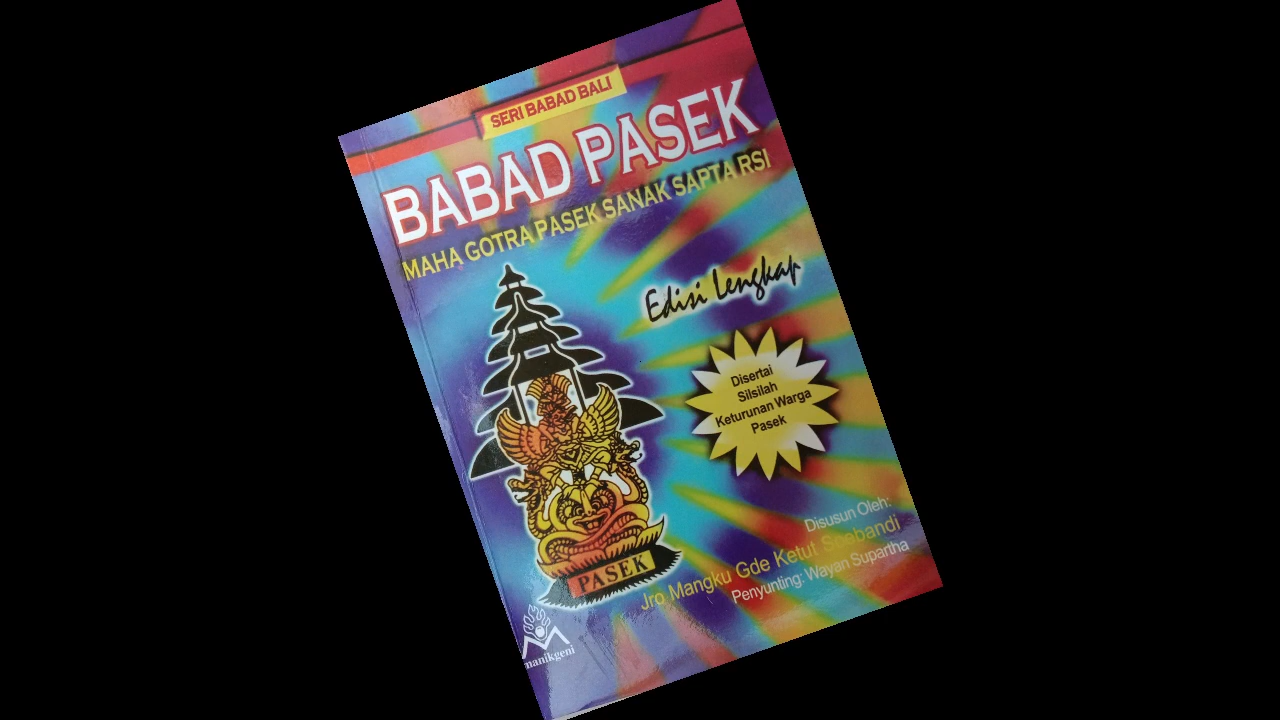 SERI BABAD BALI
BABAD PASEK
MAHA GOTRA PASEK SANAK SAPTA RSI
Edisi Lengkap
Disertai
Silsilah
Keturunan Warga
Pasek
PASEK
Disusun Oleh:
Jro Mangku Gde Ketut Soebandi
Penyunting: Wayan Supartha
manikgeni